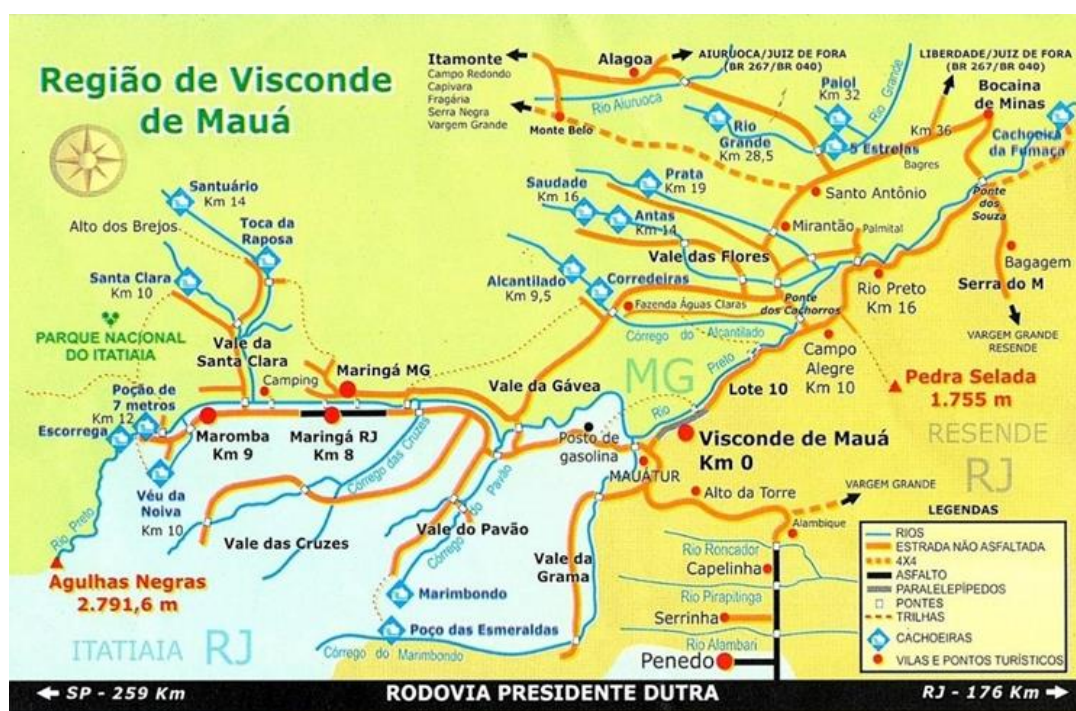 Região de Visconde
de Mauá
Itamonte
Campo Redondo
Capivara
Fragária
Serra Negra
Vargem Grande
Alagoa
AIURUOCA/JUIZ DE FORA
(BR 267/BR 040)
LIBERDADE/JUIZ DE FORA
(BR 267/BR 040)
Rio Aiuruoca
Monte Belo
Paiol
Km 32
Rio Grande
Bocaina
de Minas
Rio
Grande
Km 28,5
5 Estrelas
Km 36
Bagres
Cachoeira
da Fumaça
Santuário
Km 14
Alto dos Brejos
Toca da
Raposa
Santa Clara
Km 10
Saudade
Km 16
Prata
Km 19
Antas
Km 14
Santo Antônio
Mirantão
Palmital
Ponte
dos
Souza
Vale das Flores
Alcantilado
Km 9,5
Corredeiras
Fazenda Águas Claras
Ponte
dos Cachorros
Rio Preto
Km 16
Bagagem
Serra do M
VARGEM GRANDE
RESENDE
PARQUE NACIONAL
DO ITATIAIA
Vale da
Santa Clara
Camping
Maringá MG
Córrego do Alcantilado
MG
Preto
Rio
Lote 10
Campo
Alegre
Km 10
Pedra Selada
1.755 m
RESENDE
RJ
Vale da Gávea
Poção de
7 metros
Km 12
Escorrega
Maromba
Km 9
Maringá RJ
Km 8
Córrego das Cruzes
Posto de
gasolina
Visconde de Mauá
Km 0
MAUÁTUR
Véu da
Noiva
Km 10
Rio Preto
Vale das Cruzes
Vale do Pavão
Córrego do Pavão
Alto da Torre
VARGEM GRANDE
Alambique
Agulhas Negras
2.791,6 m
Vale da
Grama
Marimbondo
Poço das Esmeraldas
Córrego do Marimbondo
ITATIAIA RJ
Rio Roncador
Capelinha
Rio Pirapitinga
Serrinha
Rio Alambari
Penedo
LEGENDAS
RIOS
ESTRADA NÃO ASFALTADA
4X4
ASFALTO
PARALELEPÍPEDOS
PONTES
TRILHAS
CÁCHOEIRAS
VILAS E PONTOS TURÍSTICOS
SP - 259 Km
RODOVIA PRESIDENTE DUTRA
RJ - 176 Km